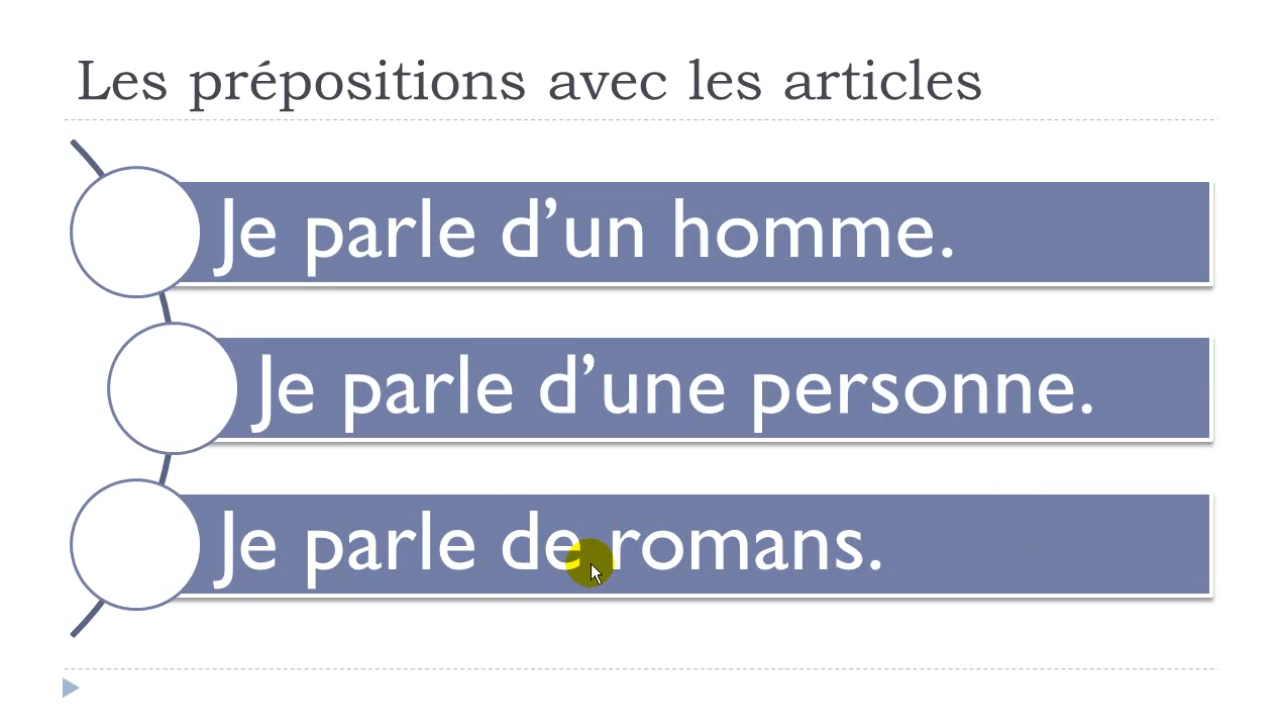 Les prépositions avec les articles
Je parle d’un homme.
Je parle d’une personne.
Je parle de romans.